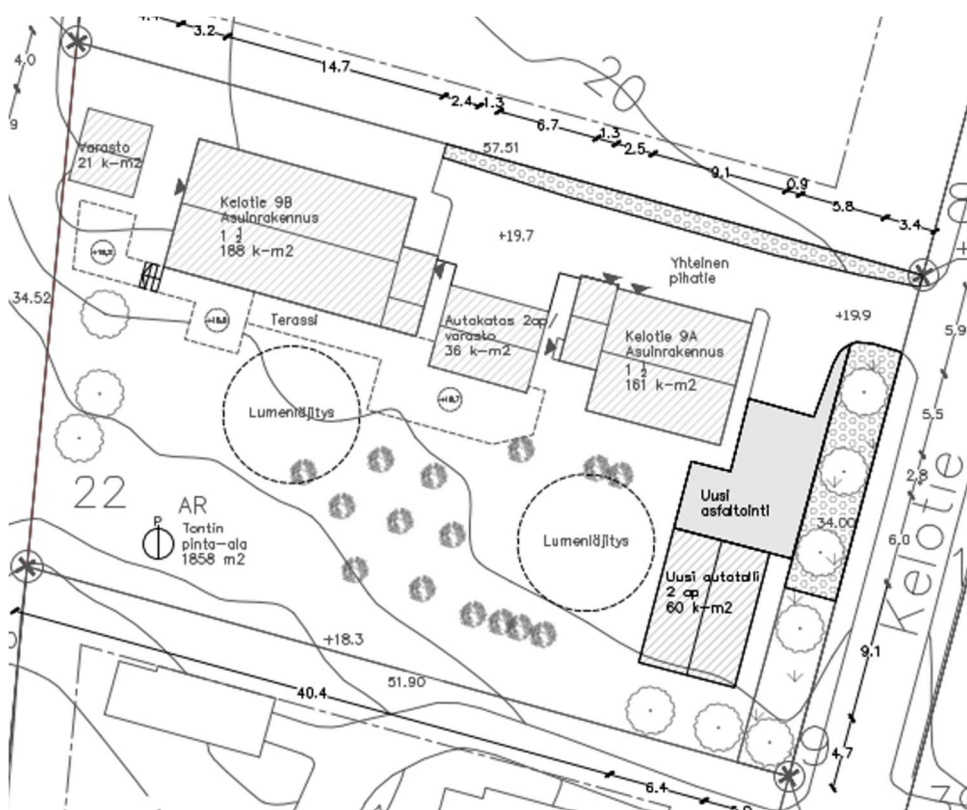 3.2
14.7
2.4
1.3
6.7
1.3
2.5
9.1
0.9
5.8
3.4
20
4.0
9
57.51
varasto
21 k-m2
Kelotie 9B
Asuinrakennus
1 ½
188 k-m2
+19.7
Yhteinen
pihatie
+19.9
5.9
34.52
Terassi
Autokatos 2ap
varasto
36 k-m2
Kelotie 9A
Asuinrakennus
1 ½
161 k-m2
+18.7
Lumenläjitys
5.5
2.8
22
AR
P
Tontin
pinta-ala
1858 m2
Lumenläjitys
Uusi
asfaltointi
34.00
6.0
Kelotie
Uusi autotalli
2 ap
60 k-m2
+18.3
9.1
51.90
40.4
4.7
6.4